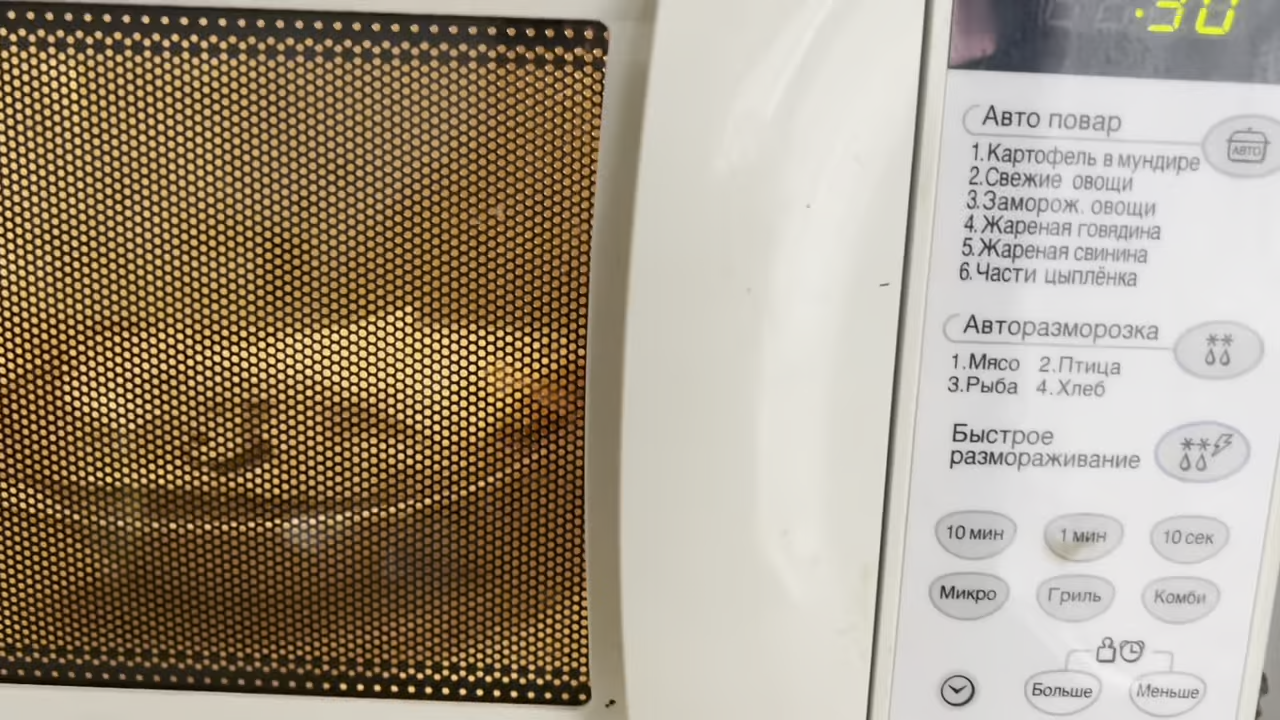 :30
Авто повар
АВТО
1.Картофель в мундире
2.Свежие овощи
3.Заморож. овощи
4.Жареная говядина
5.Жареная свинина
6.Части цыплёнка
Авторазморозка
1.Мясо 2.Птица
3.Рыба 4.Хлеб
Быстрое
размораживание
10 мин 1 мин 10 сек
Микро Гриль Комби
Больше Меньше